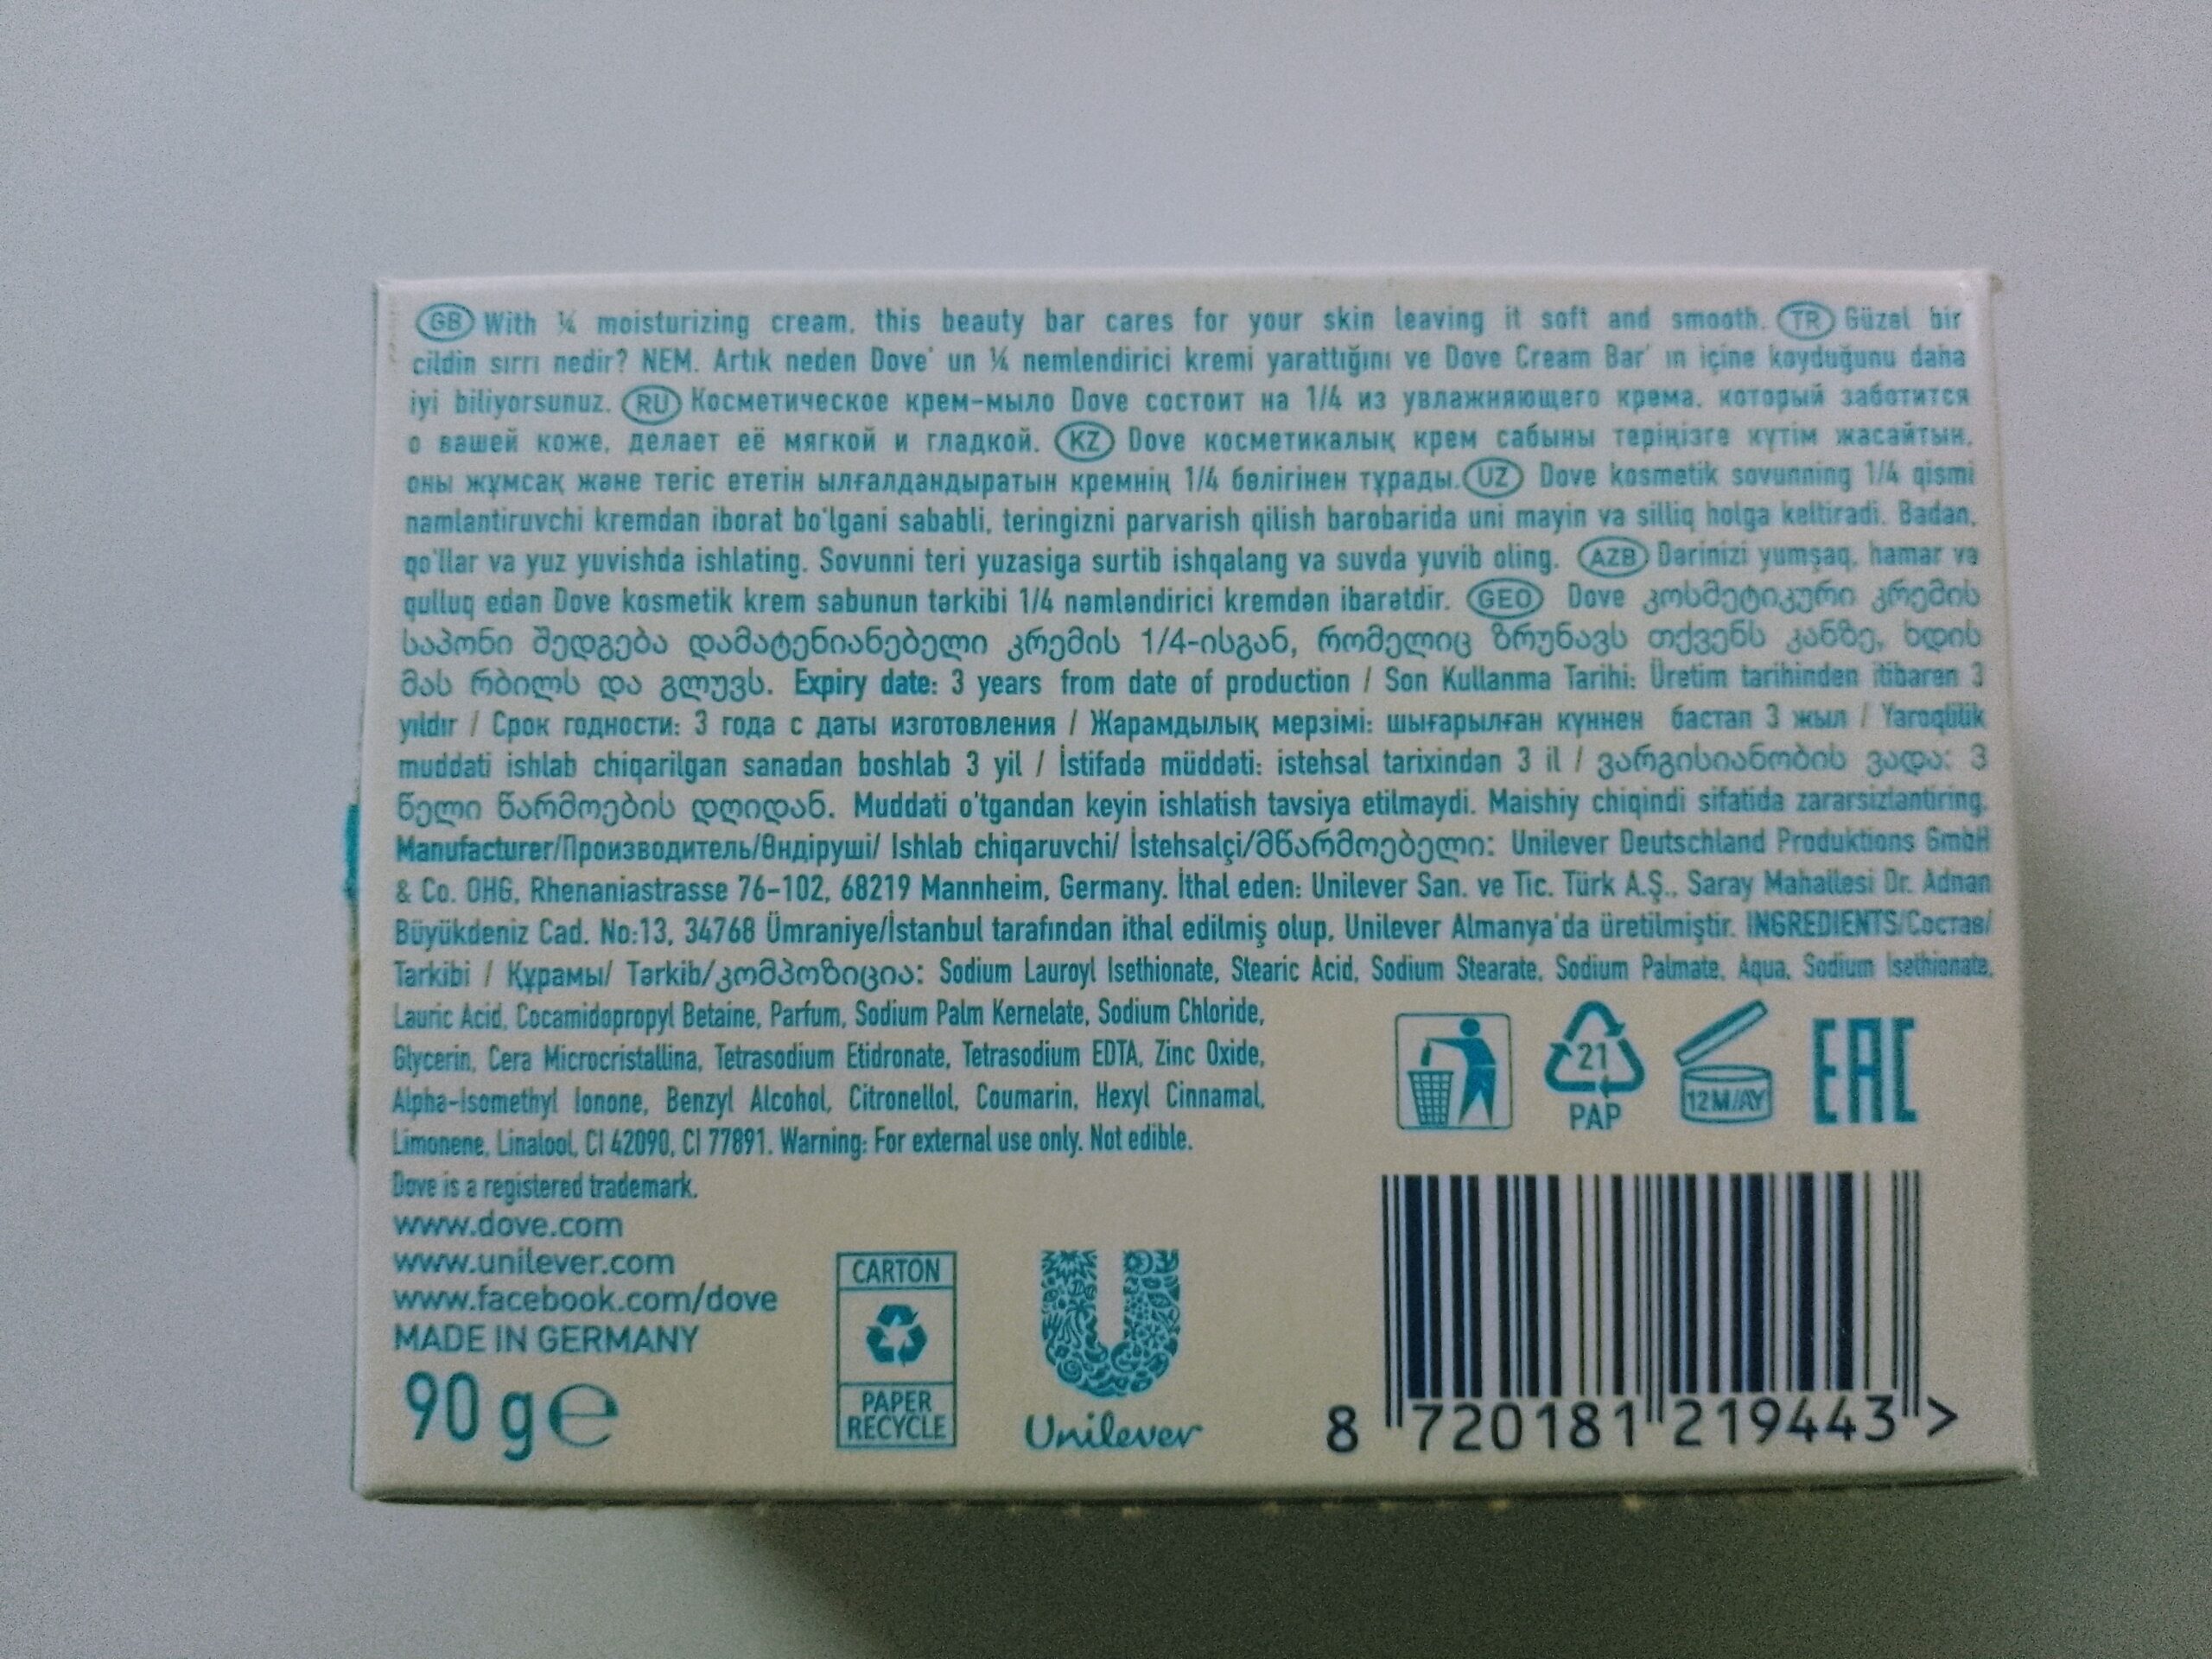 GB With ¼ moisturizing cream, this beauty bar cares for your skin leaving it soft and smooth. TR Güzel bir
cildin sırrı nedir? NEM. Artık neden Dove' un ¼ nemlendirici kremi yarattığını ve Dove Cream Bar' ın içine koyduğunu daha
iyi biliyorsunuz. RU Косметическое крем-мыло Dove состоит на 1/4 из увлажняющего крема, который заботится
о вашей коже, делает её мягкой и гладкой. KZ Dove косметикалық крем сабыны теріңізге күтім жасайтын,
оны жұмсақ және тегіс ететін ылғалдандыратын кремнің 1/4 бөлігінен тұрады. UZ Dove kosmetik sovunning 1/4 qismi
namlantiruvchi kremdan iborat bo'lgani sababli, teringizni parvarish qilish barobarida uni mayin va silliq holga keltiradi. Badan,
qo'llar va yuz yuvishda ishlating. Sovunni teri yuzasiga surtib ishqalang va suvda yuvib oling. AZB Dərinizi yumşaq, hamar və
qulluq edən Dove kosmetik krem sabunun tərkibi 1/4 nəmləndirici kremdən ibarətdir. GEO Dove კოსმეტიკური კრემის
საპონი შედგება დამატენიანებელი კრემის 1/4-ისგან, რომელიც ზრუნავს თქვენს კანზე, ხდის
მას რბილს და გლუვს. Expiry date: 3 years from date of production / Son Kullanma Tarihi: Üretim tarihinden itibaren 3
yıldır / Срок годности: 3 года с даты изготовления / Жарамдылық мерзімі: шығарылған күннен бастап 3 жыл / Yaroqlilik
muddati ishlab chiqarilgan sanadan boshlab 3 yil / İstifadə müddəti: istehsal tarixindən 3 il / ვარგისიანობის ვადა: 3
წელი წარმოების დღიდან. Muddati o'tgandan keyin ishlatish tavsiya etilmaydi. Maishiy chiqindi sifatida zararsizlantiring.
Manufacturer/Производитель/Өндіруші/ Ishlab chiqaruvchi/ İstehsalçi/მწარმოებელი: Unilever Deutschland Produktions GmbH
& Co. OHG, Rhenaniastrasse 76-102, 68219 Mannheim, Germany. İthal eden: Unilever San. ve Tic. Türk A.Ş., Saray Mahallesi Dr. Adnan
Büyükdeniz Cad. No:13, 34768 Ümraniye/İstanbul tarafından ithal edilmiş olup, Unilever Almanya'da üretilmiştir. INGREDIENTS/Состав/
Tarkibi / Құрамы/ Tərkib/კომპოზიცია: Sodium Lauroyl Isethionate, Stearic Acid, Sodium Stearate, Sodium Palmate, Aqua, Sodium Isethionate,
Lauric Acid, Cocamidopropyl Betaine, Parfum, Sodium Palm Kernelate, Sodium Chloride,
Glycerin, Cera Microcristallina, Tetrasodium Etidronate, Tetrasodium EDTA, Zinc Oxide,
Alpha-Isomethyl Ionone, Benzyl Alcohol, Citronellol, Coumarin, Hexyl Cinnamal,
Limonene, Linalool, CI 42090, CI 77891. Warning: For external use only. Not edible.
Dove is a registered trademark.
www.dove.com
www.unilever.com
www.facebook.com/dove
MADE IN GERMANY
90 g e
CARTON
PAPER
RECYCLE
Unilever
21
PAP
12M/AY
EAC
8 720181 219443 >